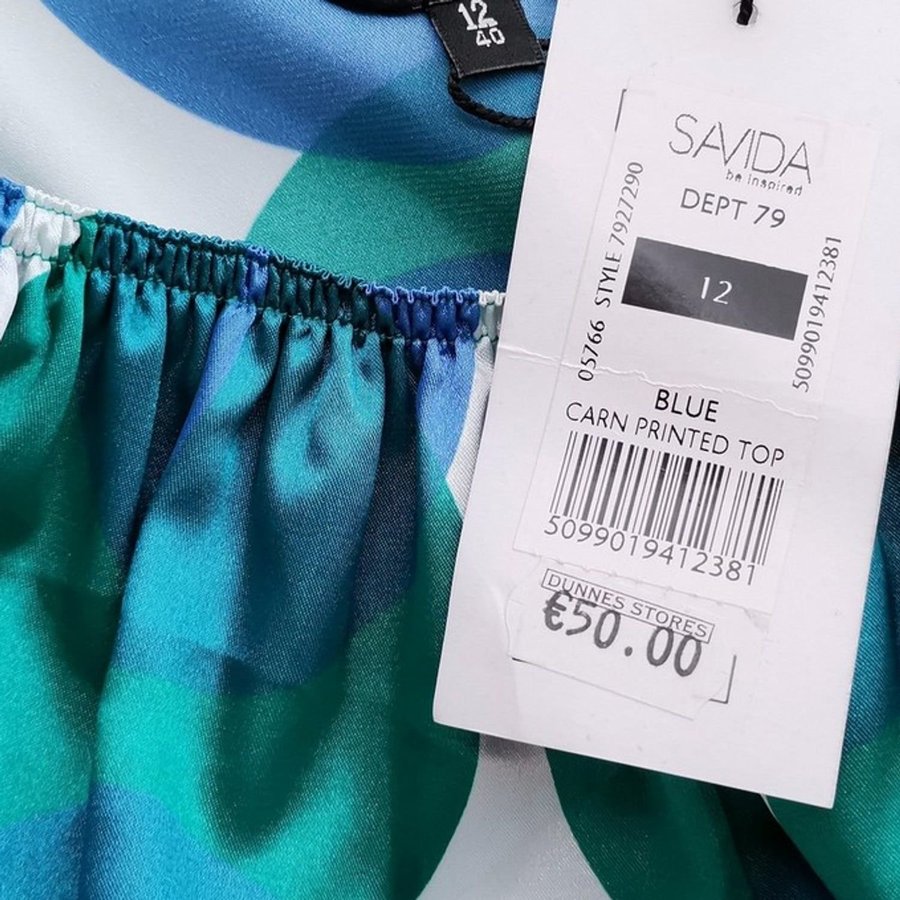 12
40
SAVIDA
be inspired
DEPT 79
05766 STYLE 7927290
12
5099019412381
BLUE
CARN PRINTED TOP
5099019412381
DUNNES STORES
€50.00